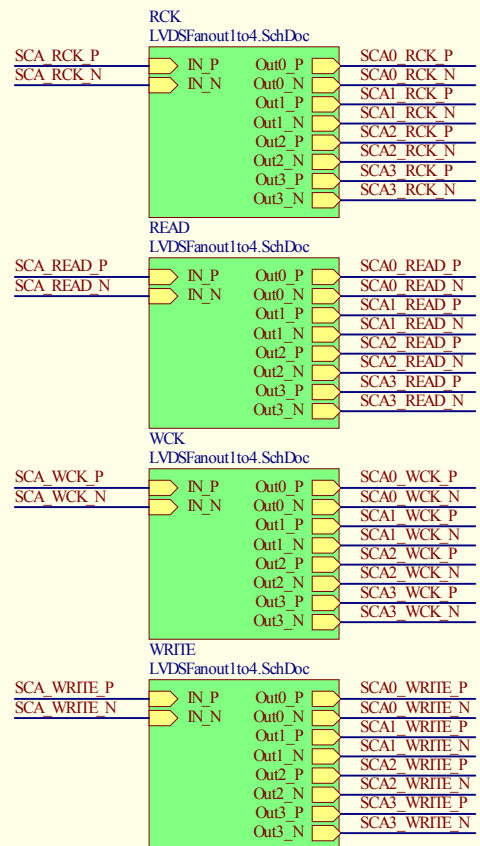 RCK
LVDSFanout1to4.SchDoc
SCA_RCK_P IN_P Out0_P SCA0_RCK_P
SCA_RCK_N IN_N Out0_N SCA0_RCK_N
Out1_P SCA1_RCK_P
Out1_N SCA1_RCK_N
Out2_P SCA2_RCK_P
Out2_N SCA2_RCK_N
Out3_P SCA3_RCK_P
Out3_N SCA3_RCK_N
READ
LVDSFanout1to4.SchDoc
SCA_READ_P IN_P Out0_P SCA0_READ_P
SCA_READ_N IN_N Out0_N SCA0_READ_N
Out1_P SCA1_READ_P
Out1_N SCA1_READ_N
Out2_P SCA2_READ_P
Out2_N SCA2_READ_N
Out3_P SCA3_READ_P
Out3_N SCA3_READ_N
WCK
LVDSFanout1to4.SchDoc
SCA_WCK_P IN_P Out0_P SCA0_WCK_P
SCA_WCK_N IN_N Out0_N SCA0_WCK_N
Out1_P SCA1_WCK_P
Out1_N SCA1_WCK_N
Out2_P SCA2_WCK_P
Out2_N SCA2_WCK_N
Out3_P SCA3_WCK_P
Out3_N SCA3_WCK_N
WRITE
LVDSFanout1to4.SchDoc
SCA_WRITE_P IN_P Out0_P SCA0_WRITE_P
SCA_WRITE_N IN_N Out0_N SCA0_WRITE_N
Out1_P SCA1_WRITE_P
Out1_N SCA1_WRITE_N
Out2_P SCA2_WRITE_P
Out2_N SCA2_WRITE_N
Out3_P SCA3_WRITE_P
Out3_N SCA3_WRITE_N